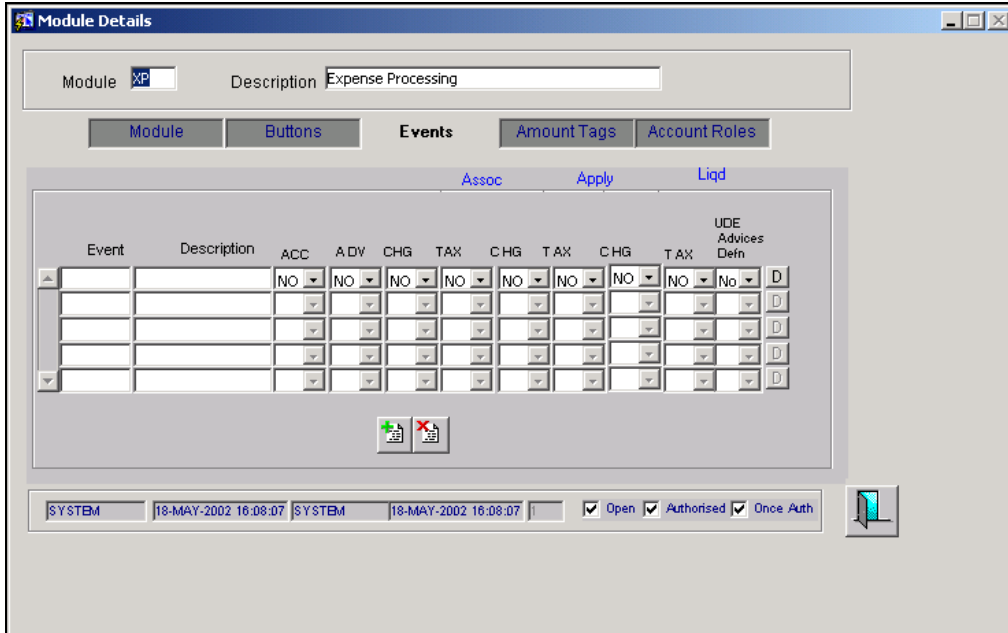 Module Details
Module XP Description Expense Processing
Module Buttons Events Amount Tags Account Roles
Assoc Apply Liqd
UDE
Advices
Event Description ACC ADV CHG TAX CHG TAX CHG TAX Defn
NO NO NO NO NO NO NO NO No D
D
D
D
D
SYSTEM 18-MAY-2002 16:08:07 SYSTEM 18-MAY-2002 16:08:07 1 Open Authorised Once Auth